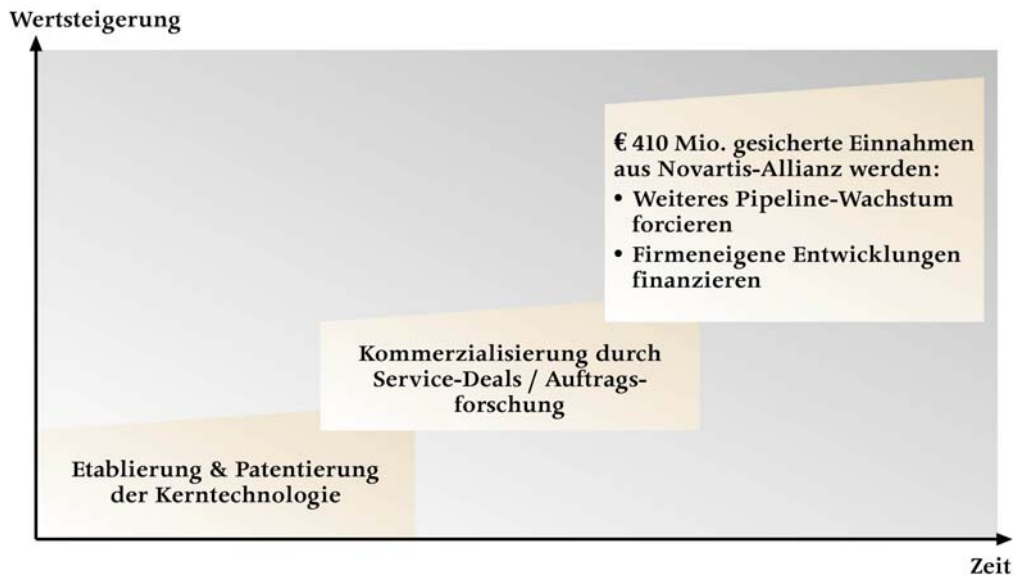 Wertsteigerung
€ 410 Mio. gesicherte Einnahmen
aus Novartis-Allianz werden:
• Weiteres Pipeline-Wachstum
forcieren
• Firmeneigene Entwicklungen
finanzieren
Kommerzialisierung durch
Service-Deals / Auftrags-
forschung
Etablierung & Patentierung
der Kerntechnologie
Zeit